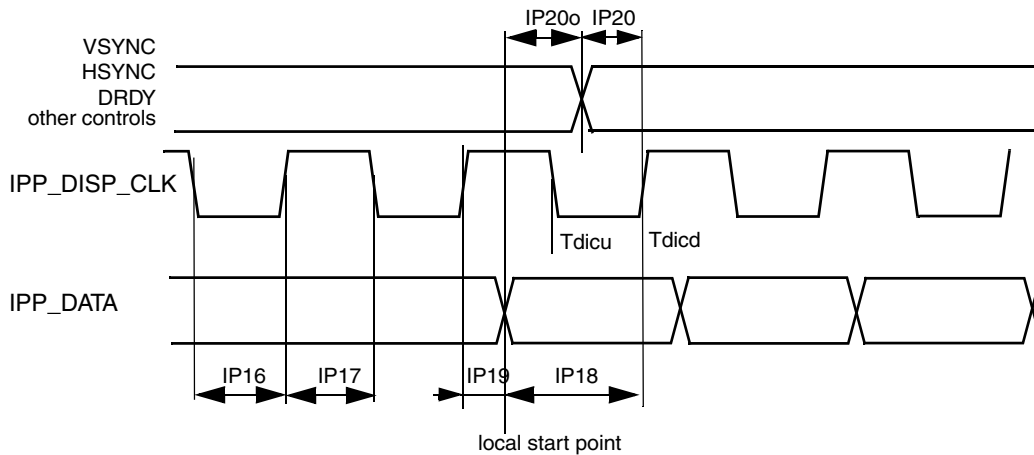 IP20o IP20
VSYNC
HSYNC
DRDY
other controls
IPP_DISP_CLK
Tdicu Tdicd
IPP_DATA
IP16 IP17 IP19 IP18
local start point